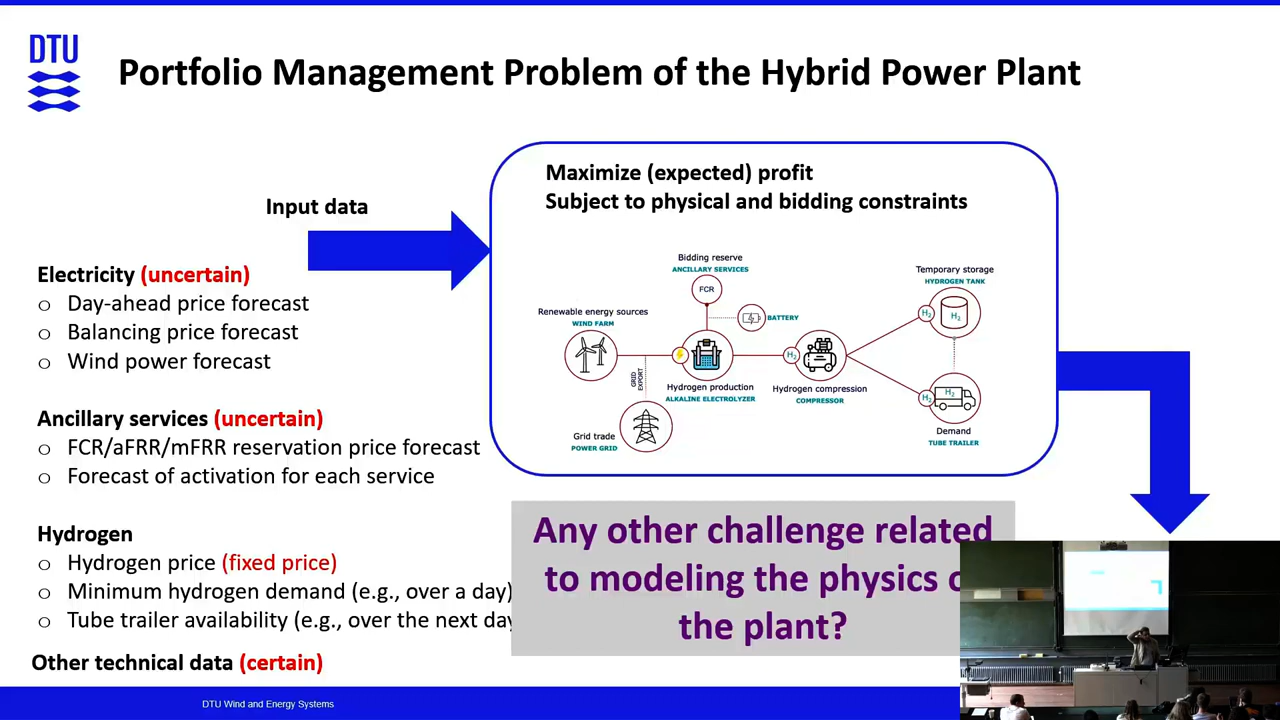 DTU
Portfolio Management Problem of the Hybrid Power Plant
Input data
Electricity (uncertain)
o Day-ahead price forecast
o Balancing price forecast
o Wind power forecast
Ancillary services (uncertain)
o FCR/aFRR/mFRR reservation price forecast
o Forecast of activation for each service
Hydrogen
o Hydrogen price (fixed price)
o Minimum hydrogen demand (e.g., over a day)
o Tube trailer availability (e.g., over the next day
Other technical data (certain)
Maximize (expected) profit
Subject to physical and bidding constraints
Bidding reserve
ANCILLARY SERVICES
FCR
BATTERY
Renewable energy sources
WIND FARM
GRID
EXPORT
Hydrogen production
ALKALINE ELECTROLYZER
Grid trade
POWER GRID
H2
Hydrogen compression
COMPRESSOR
Temporary storage
HYDROGEN TANK
H2
H2
H2
H2
Demand
TUBE TRAILER
Any other challenge related
to modeling the physics o
the plant?
DTU Wind and Energy Systems